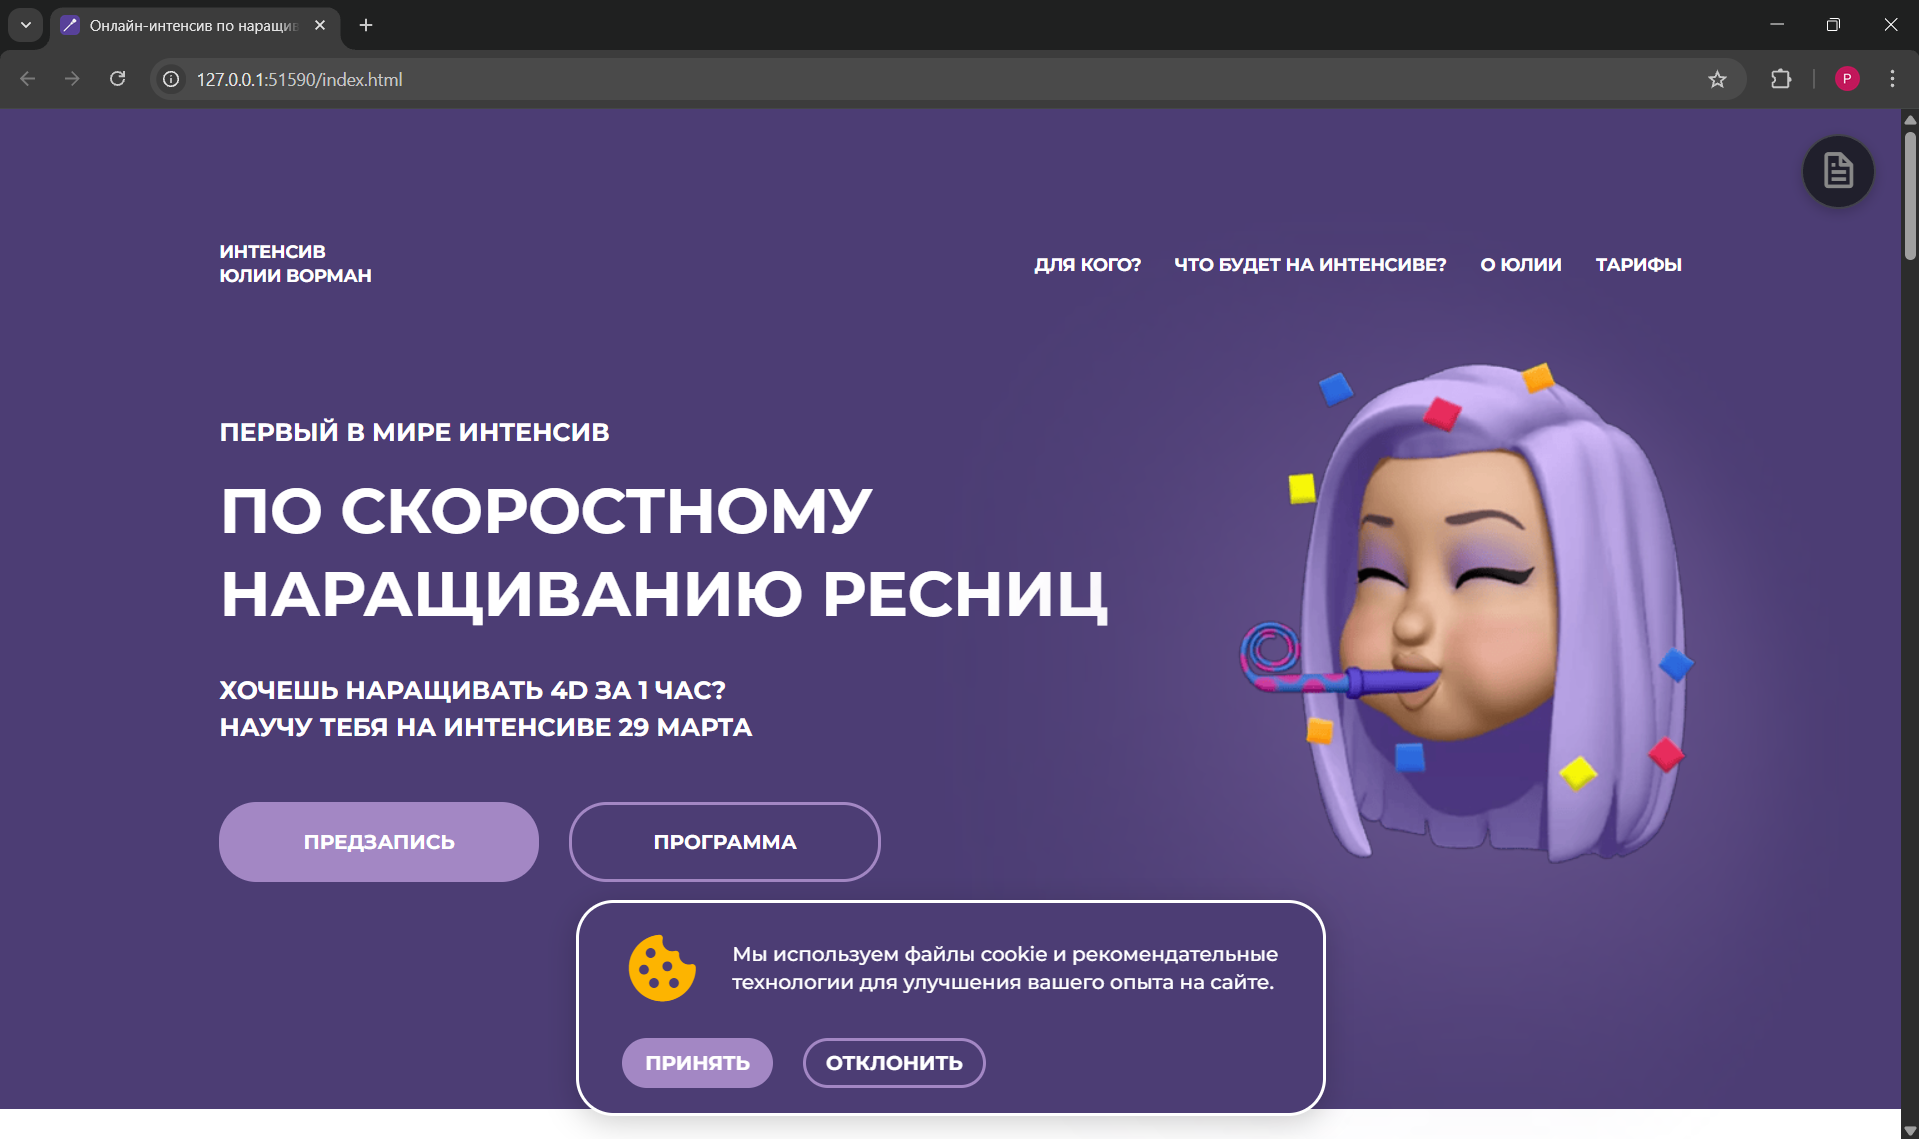 Онлайн-интенсив по наращив
127.0.0.1:51590/index.html
P
ИНТЕНСИВ
ЮЛИИ ВОРМАН
ДЛЯ КОГО? ЧТО БУДЕТ НА ИНТЕНСИВЕ? О ЮЛИИ ТАРИФЫ
ПЕРВЫЙ В МИРЕ ИНТЕНСИВ
ПО СКОРОСТНОМУ
НАРАЩИВАНИЮ РЕСНИЦ
ХОЧЕШЬ НАРАЩИВАТЬ 4D ЗА 1 ЧАС?
НАУЧУ ТЕБЯ НА ИНТЕНСИВЕ 29 МАРТА
ПРЕДЗАПИСЬ ПРОГРАММА
Мы используем файлы cookie и рекомендательные
технологии для улучшения вашего опыта на сайте.
ПРИНЯТЬ ОТКЛОНИТЬ